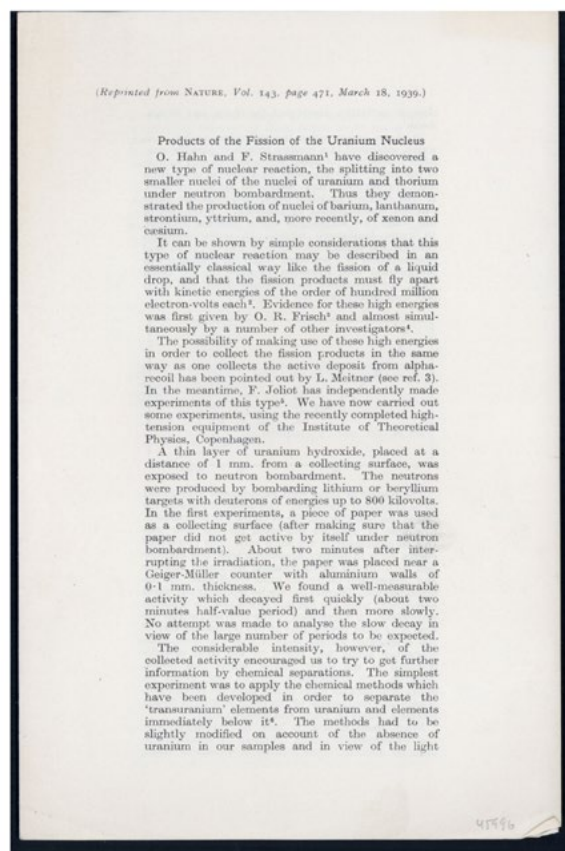 (Reprinted from NATURE, Vol. 143, page 471, March 18, 1939.)
Products of the Fission of the Uranium Nucleus
O. Hahn and F. Strassmann¹ have discovered a
new type of nuclear reaction, the splitting into two
smaller nuclei of the nuclei of uranium and thorium
under neutron bombardment. Thus they demon-
strated the production of nuclei of barium, lanthanum,
strontium, yttrium, and, more recently, of xenon and
cæsium.
It can be shown by simple considerations that this
type of nuclear reaction may be described in an
essentially classical way like the fission of a liquid
drop, and that the fission products must fly apart
with kinetic energies of the order of hundred million
electron-volts each². Evidence for these high energies
was first given by O. R. Frisch³ and almost simul-
taneously by a number of other investigators⁴.
The possibility of making use of these high energies
in order to collect the fission products in the same
way as one collects the active deposit from alpha-
recoil has been pointed out by L. Meitner (see ref. 3).
In the meantime, F. Joliot has independently made
experiments of this type⁵. We have now carried out
some experiments, using the recently completed high-
tension equipment of the Institute of Theoretical
Physics, Copenhagen.
A thin layer of uranium hydroxide, placed at a
distance of 1 mm. from a collecting surface, was
exposed to neutron bombardment. The neutrons
were produced by bombarding lithium or beryllium
targets with deuterons of energies up to 800 kilovolts.
In the first experiments, a piece of paper was used
as a collecting surface (after making sure that the
paper did not get active by itself under neutron
bombardment). About two minutes after inter-
rupting the irradiation, the paper was placed near a
Geiger-Müller counter with aluminium walls of
0·1 mm. thickness. We found a well-measurable
activity which decayed first quickly (about two
minutes half-value period) and then more slowly.
No attempt was made to analyse the slow decay in
view of the large number of periods to be expected.
The considerable intensity, however, of the
collected activity encouraged us to try to get further
information by chemical separations. The simplest
experiment was to apply the chemical methods which
have been developed in order to separate the
'transuranium' elements from uranium and elements
immediately below it⁶. The methods had to be
slightly modified on account of the absence of
uranium in our samples and in view of the light